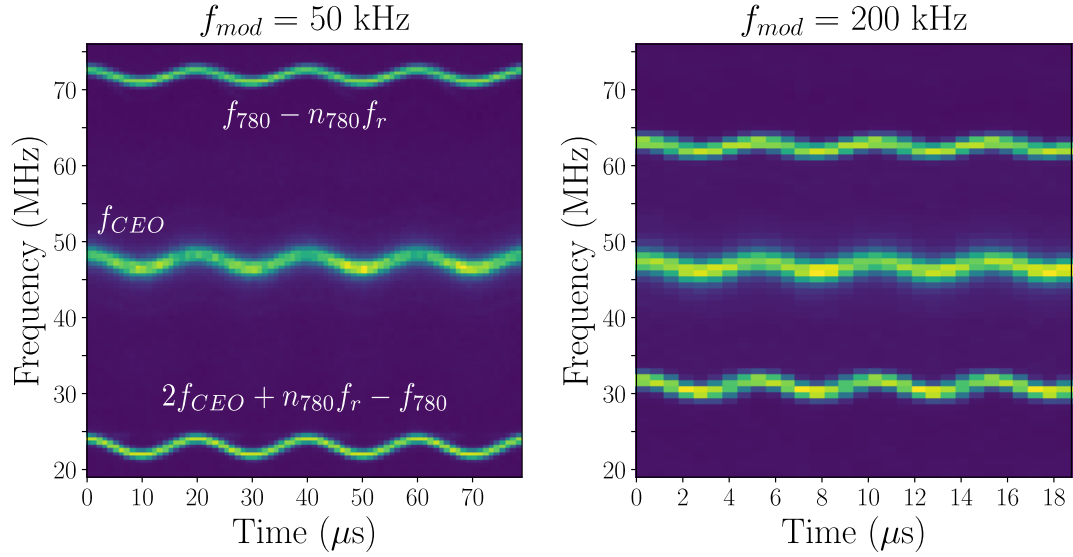 f_{mod} = 50 kHz
70
60
50
40
30
20
Frequency (MHz)
f_{780} − n_{780}f_r
f_{CEO}
2f_{CEO} + n_{780}f_r − f_{780}
0 10 20 30 40 50 60 70
Time (μs)
f_{mod} = 200 kHz
70
60
50
40
30
20
Frequency (MHz)
0 2 4 6 8 10 12 14 16 18
Time (μs)